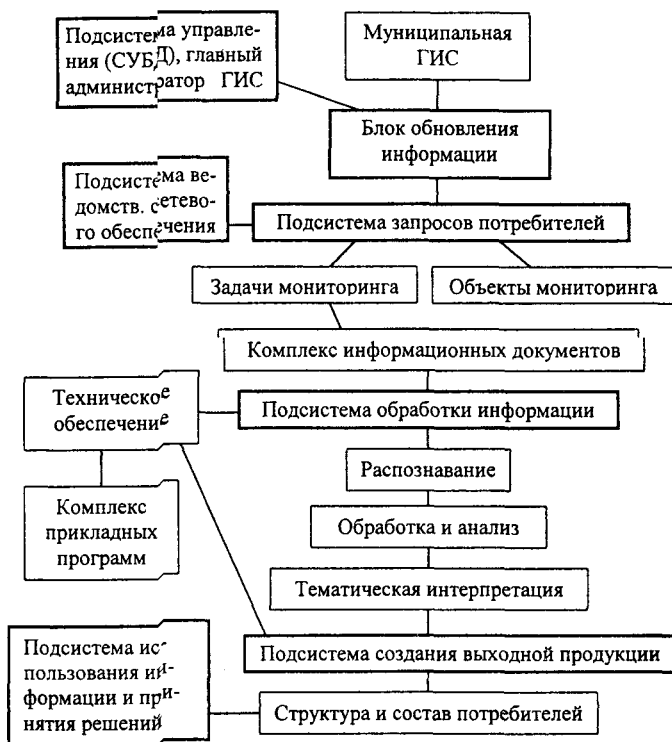 Подсистема управле-
ния (СУБД), главный
администратор ГИС
Муниципальная
ГИС
Блок обновления
информации
Подсистема ве-
домств. сетево-
го обеспечения
Подсистема запросов потребителей
Задачи мониторинга
Объекты мониторинга
Комплекс информационных документов
Техническое
обеспечение
Подсистема обработки информации
Распознавание
Комплекс
прикладных
программ
Обработка и анализ
Тематическая интерпретация
Подсистема ис-
пользования ин-
формации и при-
нятия решений
Подсистема создания выходной продукции
Структура и состав потребителей